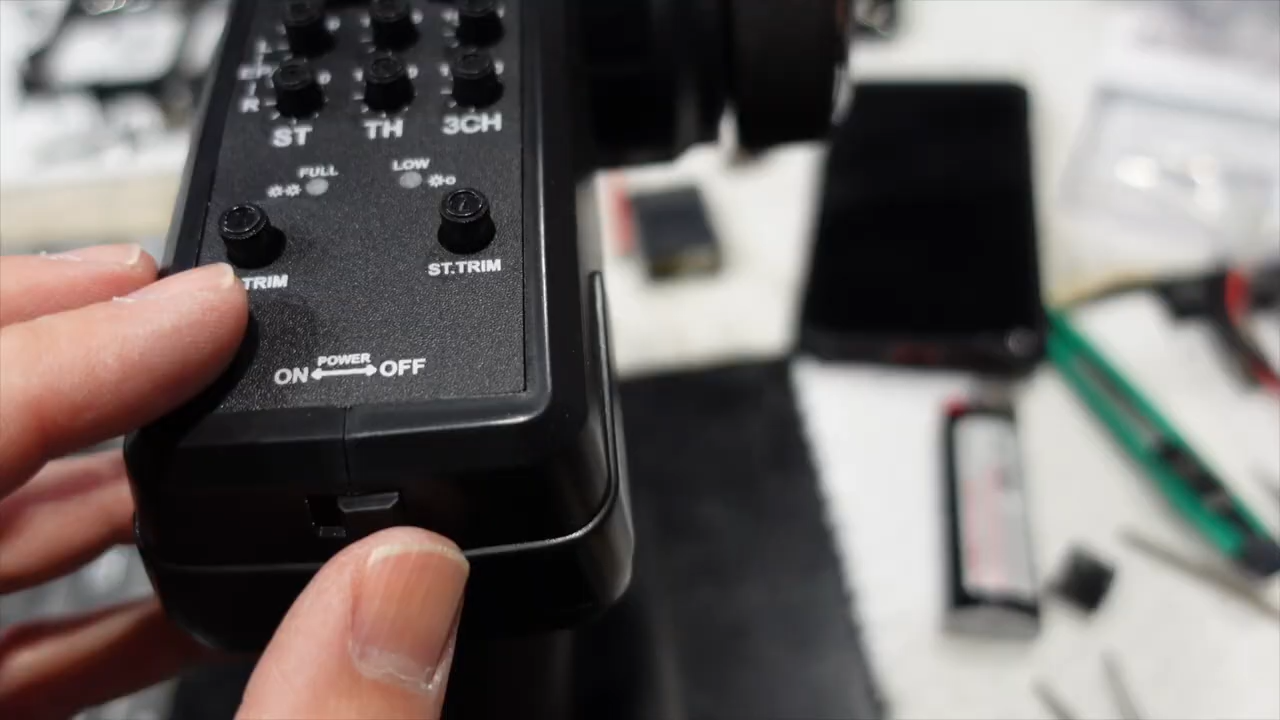 R
ST TH 3CH
FULL LOW
TRIM ST.TRIM
POWER
ON OFF